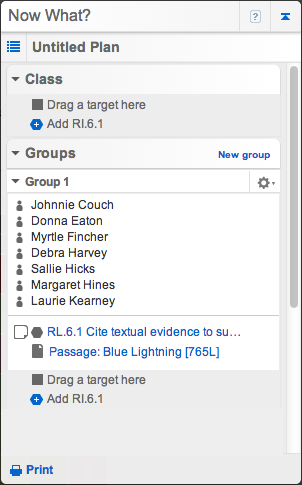 Now What?
?
Untitled Plan
Class
Drag a target here
Add RI.6.1
Groups
New group
Group 1
Johnnie Couch
Donna Eaton
Myrtle Fincher
Debra Harvey
Sallie Hicks
Margaret Hines
Laurie Kearney
RL.6.1 Cite textual evidence to su…
Passage: Blue Lightning [765L]
Drag a target here
Add RI.6.1
Print